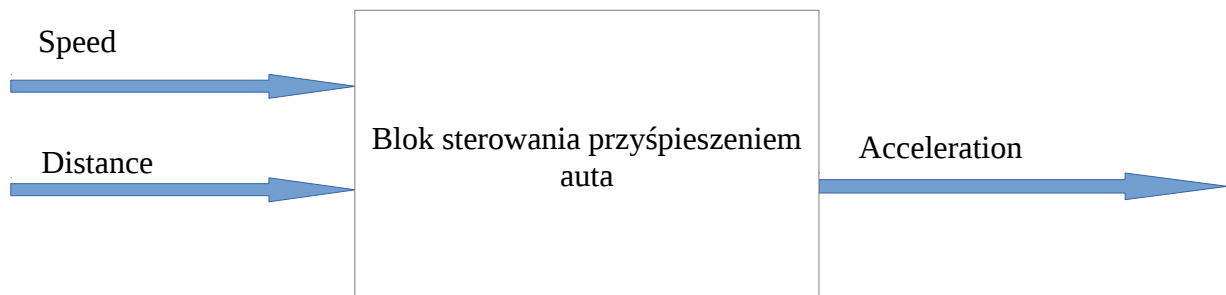 Speed
Distance
Blok sterowania przyśpieszeniem
auta
Acceleration